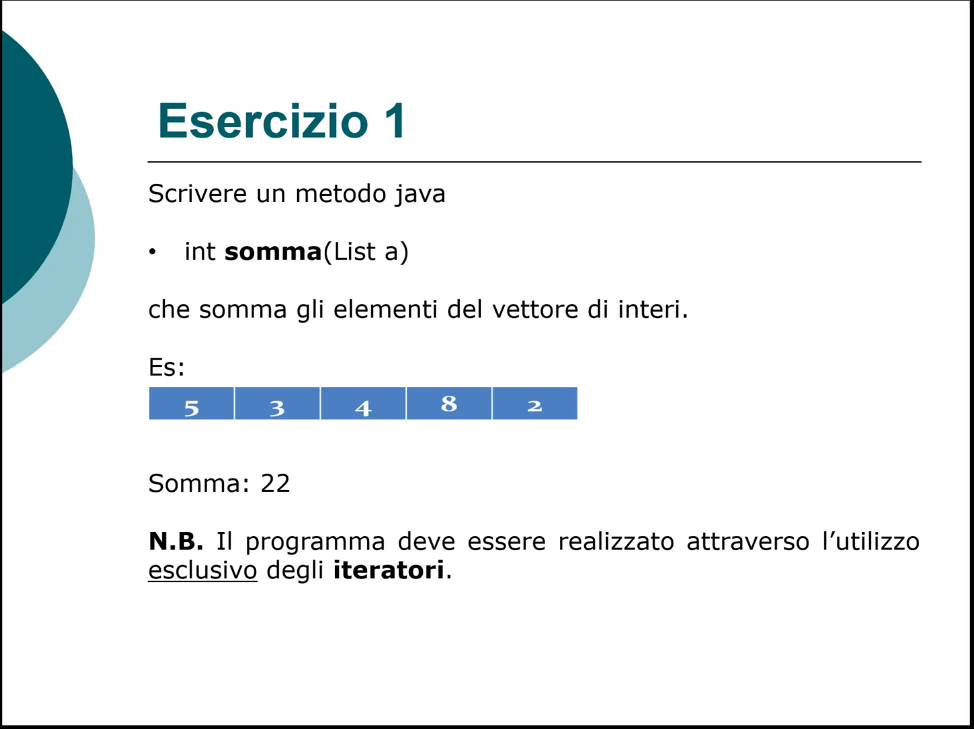 Esercizio 1
Scrivere un metodo java
• int somma(List a)
che somma gli elementi del vettore di interi.
Es:
5 3 4 8 2
Somma: 22
N.B. Il programma deve essere realizzato attraverso l’utilizzo
esclusivo degli iteratori.